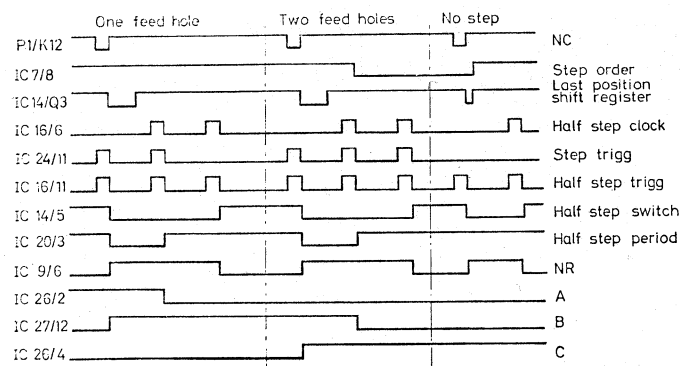 One feed hole Two feed holes No step
P1/K12 NC
IC 7/8 Step order
IC 14/Q3 Last position shift register
IC 16/6 Half step clock
IC 24/11 Step trigg
IC 16/11 Half step trigg
IC 14/5 Half step switch
IC 20/3 Half step period
IC 9/6 NR
IC 26/2 A
IC 27/12 B
IC 26/4 C